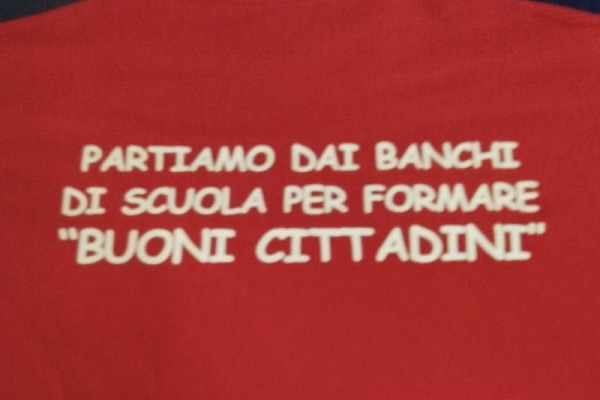 PARTIAMO DAI BANCHI
DI SCUOLA PER FORMARE
“BUONI CITTADINI”